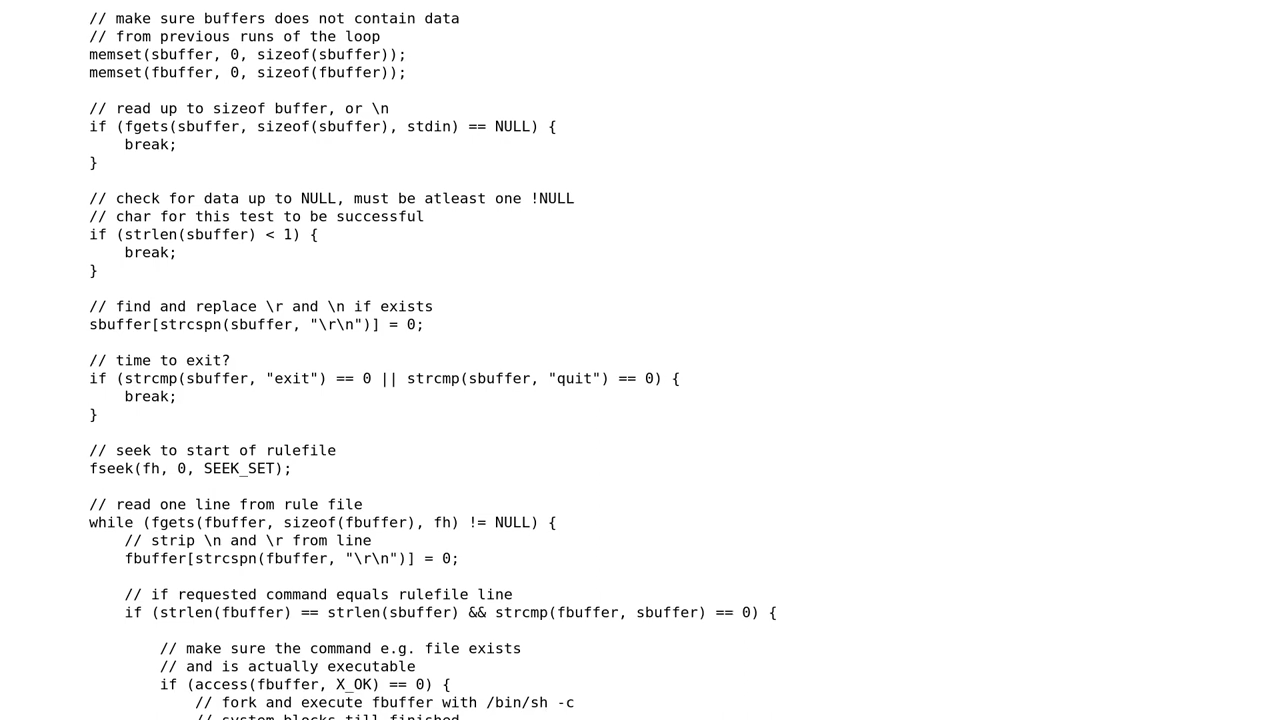 // make sure buffers does not contain data
// from previous runs of the loop
memset(sbuffer, 0, sizeof(sbuffer));
memset(fbuffer, 0, sizeof(fbuffer));

// read up to sizeof buffer, or \n
if (fgets(sbuffer, sizeof(sbuffer), stdin) == NULL) {
    break;
}

// check for data up to NULL, must be atleast one !NULL
// char for this test to be successful
if (strlen(sbuffer) < 1) {
    break;
}

// find and replace \r and \n if exists
sbuffer[strcspn(sbuffer, "\r\n")] = 0;

// time to exit?
if (strcmp(sbuffer, "exit") == 0 || strcmp(sbuffer, "quit") == 0) {
    break;
}

// seek to start of rulefile
fseek(fh, 0, SEEK_SET);

// read one line from rule file
while (fgets(fbuffer, sizeof(fbuffer), fh) != NULL) {
    // strip \n and \r from line
    fbuffer[strcspn(fbuffer, "\r\n")] = 0;

    // if requested command equals rulefile line
    if (strlen(fbuffer) == strlen(sbuffer) && strcmp(fbuffer, sbuffer) == 0) {

        // make sure the command e.g. file exists
        // and is actually executable
        if (access(fbuffer, X_OK) == 0) {
            // fork and execute fbuffer with /bin/sh -c
            // system blocks till finished